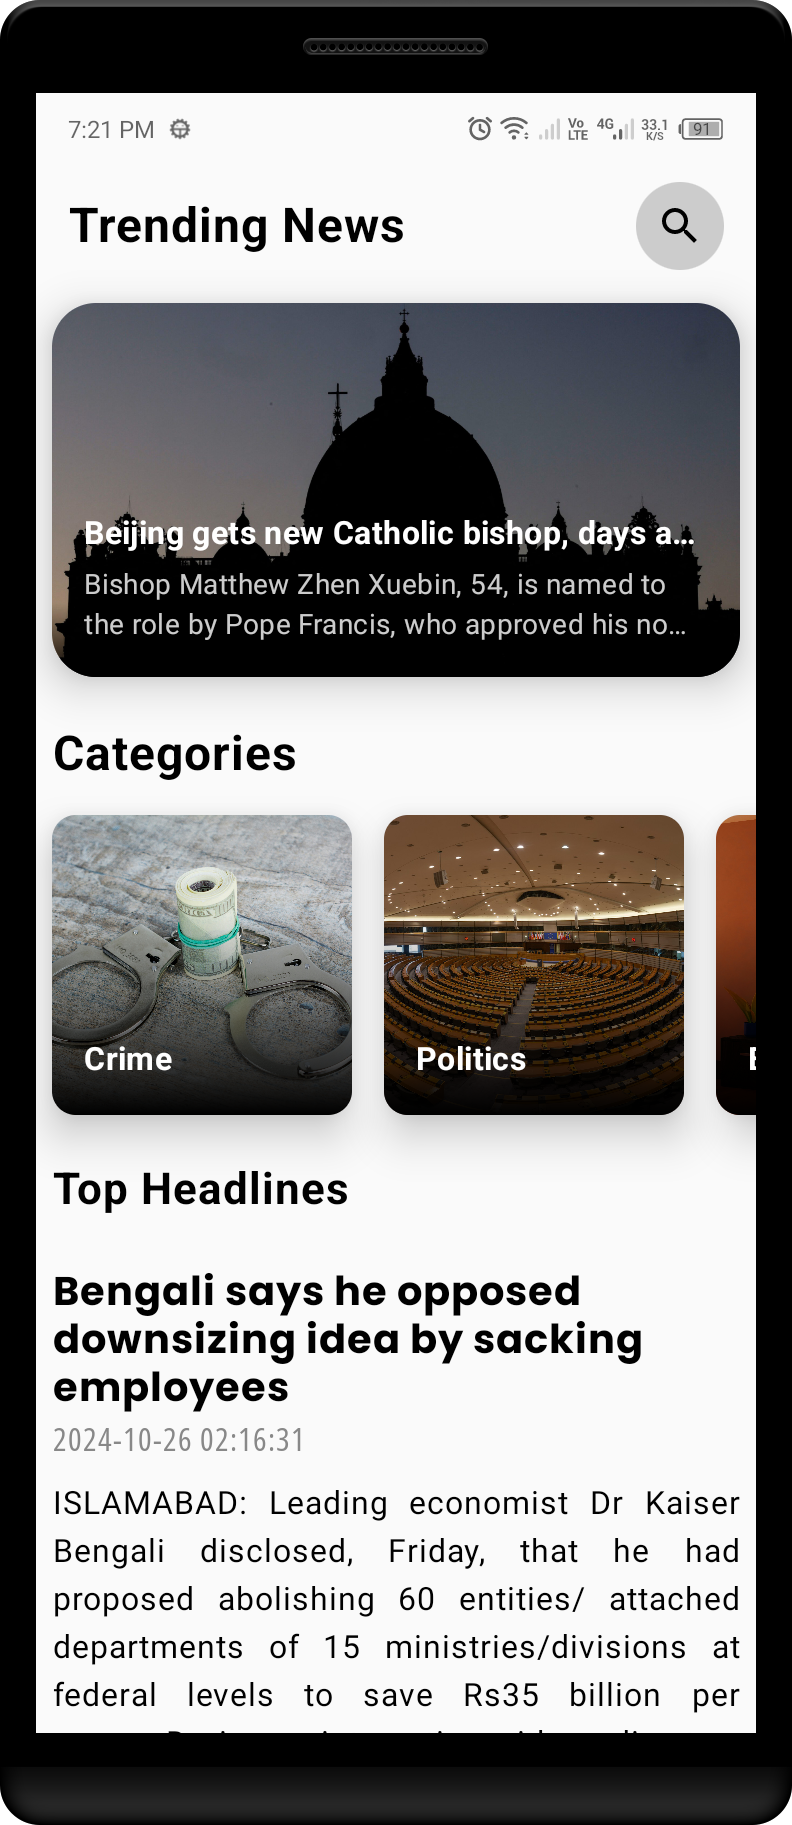 7:21 PM
Vo LTE 4G 33.1 K/S 91
Trending News
Beijing gets new Catholic bishop, days a...
Bishop Matthew Zhen Xuebin, 54, is named to
the role by Pope Francis, who approved his no...
Categories
Crime
Politics
Top Headlines
Bengali says he opposed
downsizing idea by sacking
employees
2024-10-26 02:16:31
ISLAMABAD: Leading economist Dr Kaiser
Bengali disclosed, Friday, that he had
proposed abolishing 60 entities/ attached
departments of 15 ministries/divisions at
federal levels to save Rs35 billion per